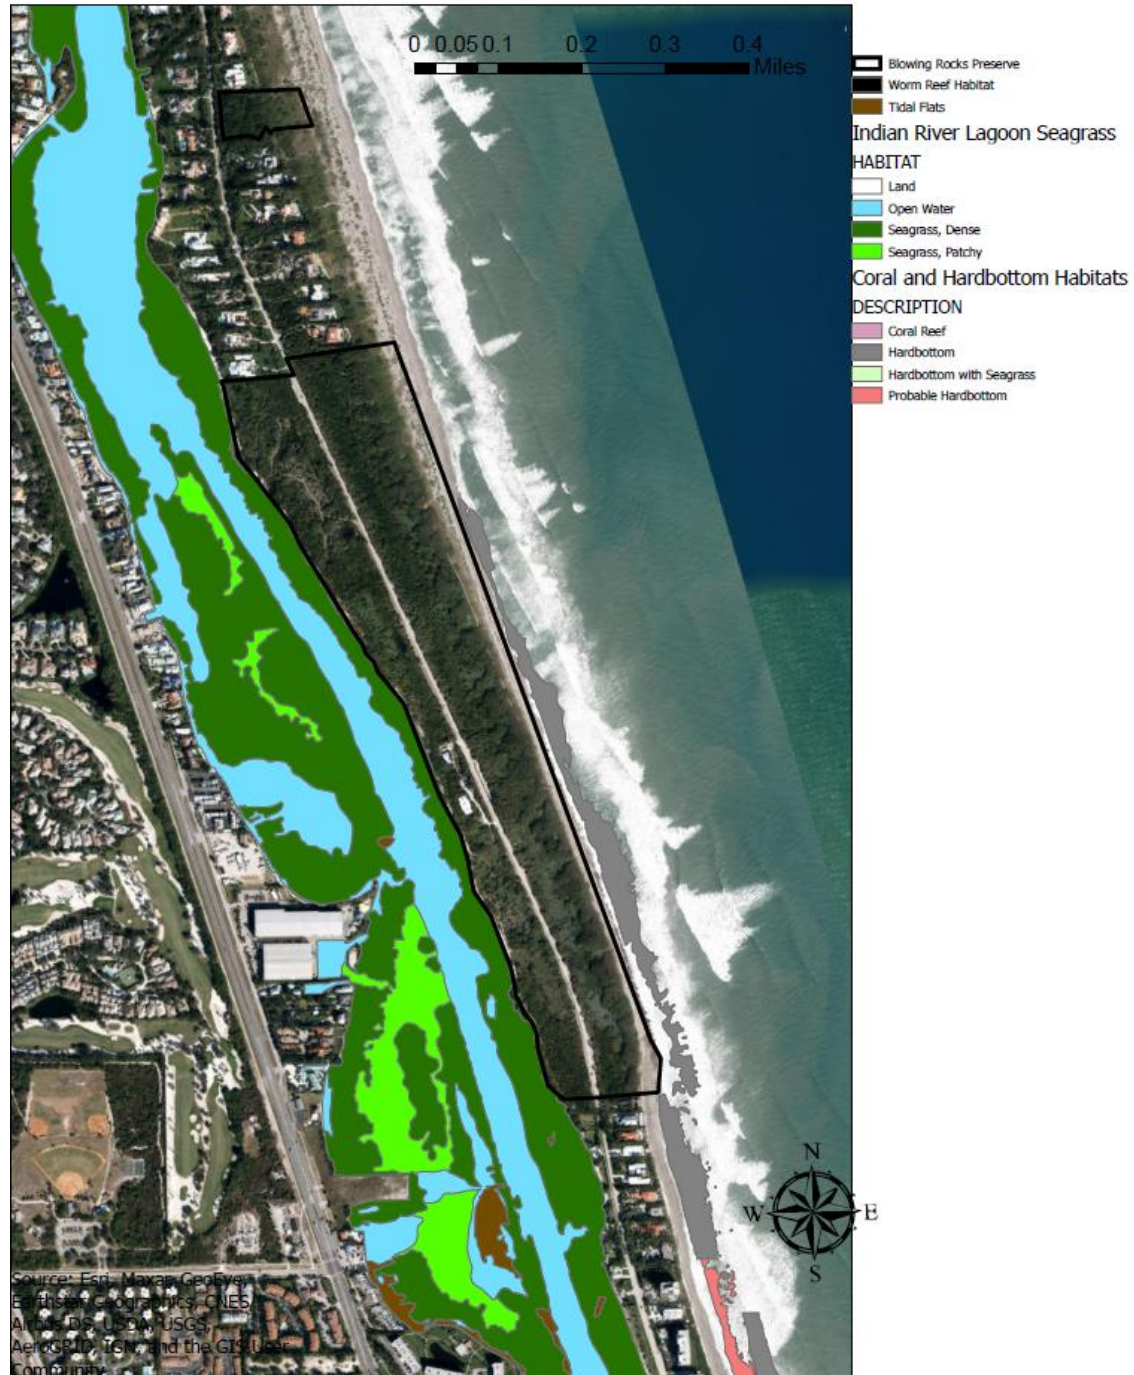 0 0.05 0.1 0.2 0.3 0.4
Miles
Blowing Rocks Preserve
Worm Reef Habitat
Tidal Flats
Indian River Lagoon Seagrass
HABITAT
Land
Open Water
Seagrass, Dense
Seagrass, Patchy
Coral and Hardbottom Habitats
DESCRIPTION
Coral Reef
Hardbottom
Hardbottom with Seagrass
Probable Hardbottom
N
W E
S
Source: Esri, Maxar, GeoEye,
Earthstar Geographics, CNES/
Airbus DS, USDA, USGS,
AeroGRID, IGN, and the GIS User
Community